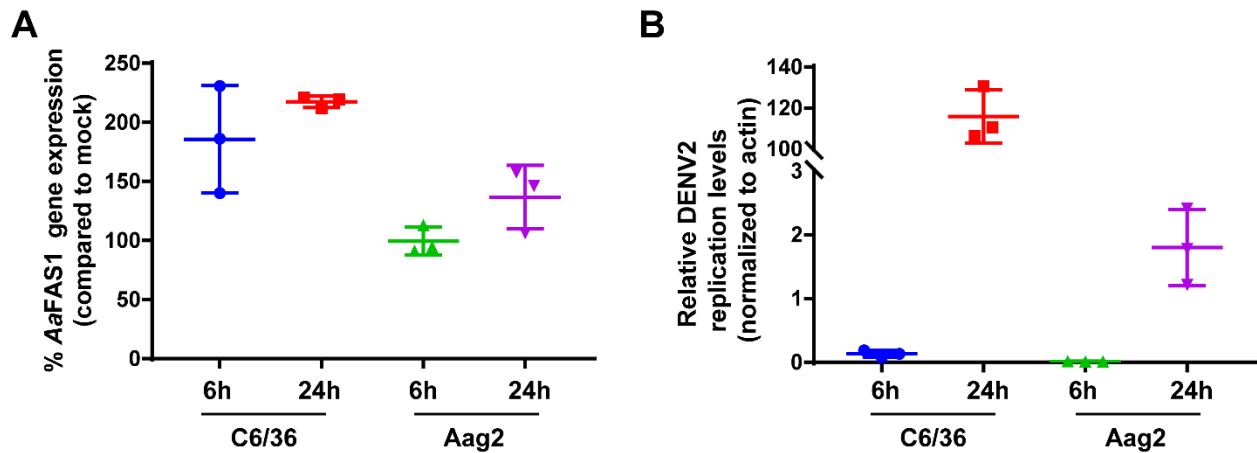 A
% AaFAS1 gene expression
(compared to mock)
250
200
150
100
50
0
6h
24h
6h
24h
C6/36
Aag2
B
Relative DENV2
replication levels
(normalized to actin)
140
120
100
3
2
1
0
6h
24h
6h
24h
C6/36
Aag2